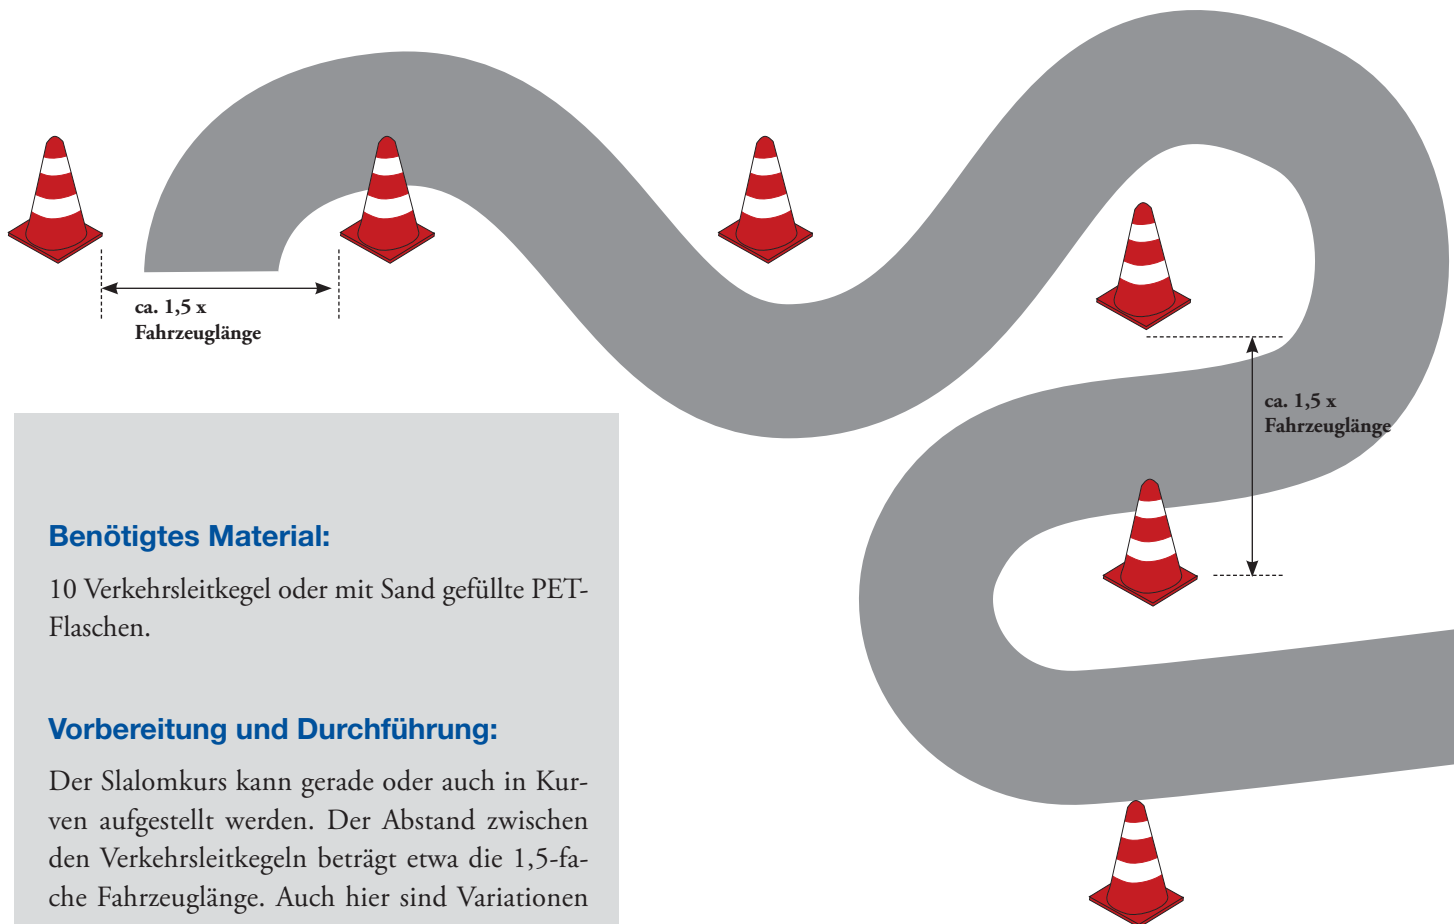 ca. 1,5 x
Fahrzeuglänge
ca. 1,5 x
Fahrzeuglänge
Benötigtes Material:
10 Verkehrsleitkegel oder mit Sand gefüllte PET-
Flaschen.
Vorbereitung und Durchführung:
Der Slalomkurs kann gerade oder auch in Kur-
ven aufgestellt werden. Der Abstand zwischen
den Verkehrsleitkegeln beträgt etwa die 1,5-fa-
che Fahrzeuglänge. Auch hier sind Variationen